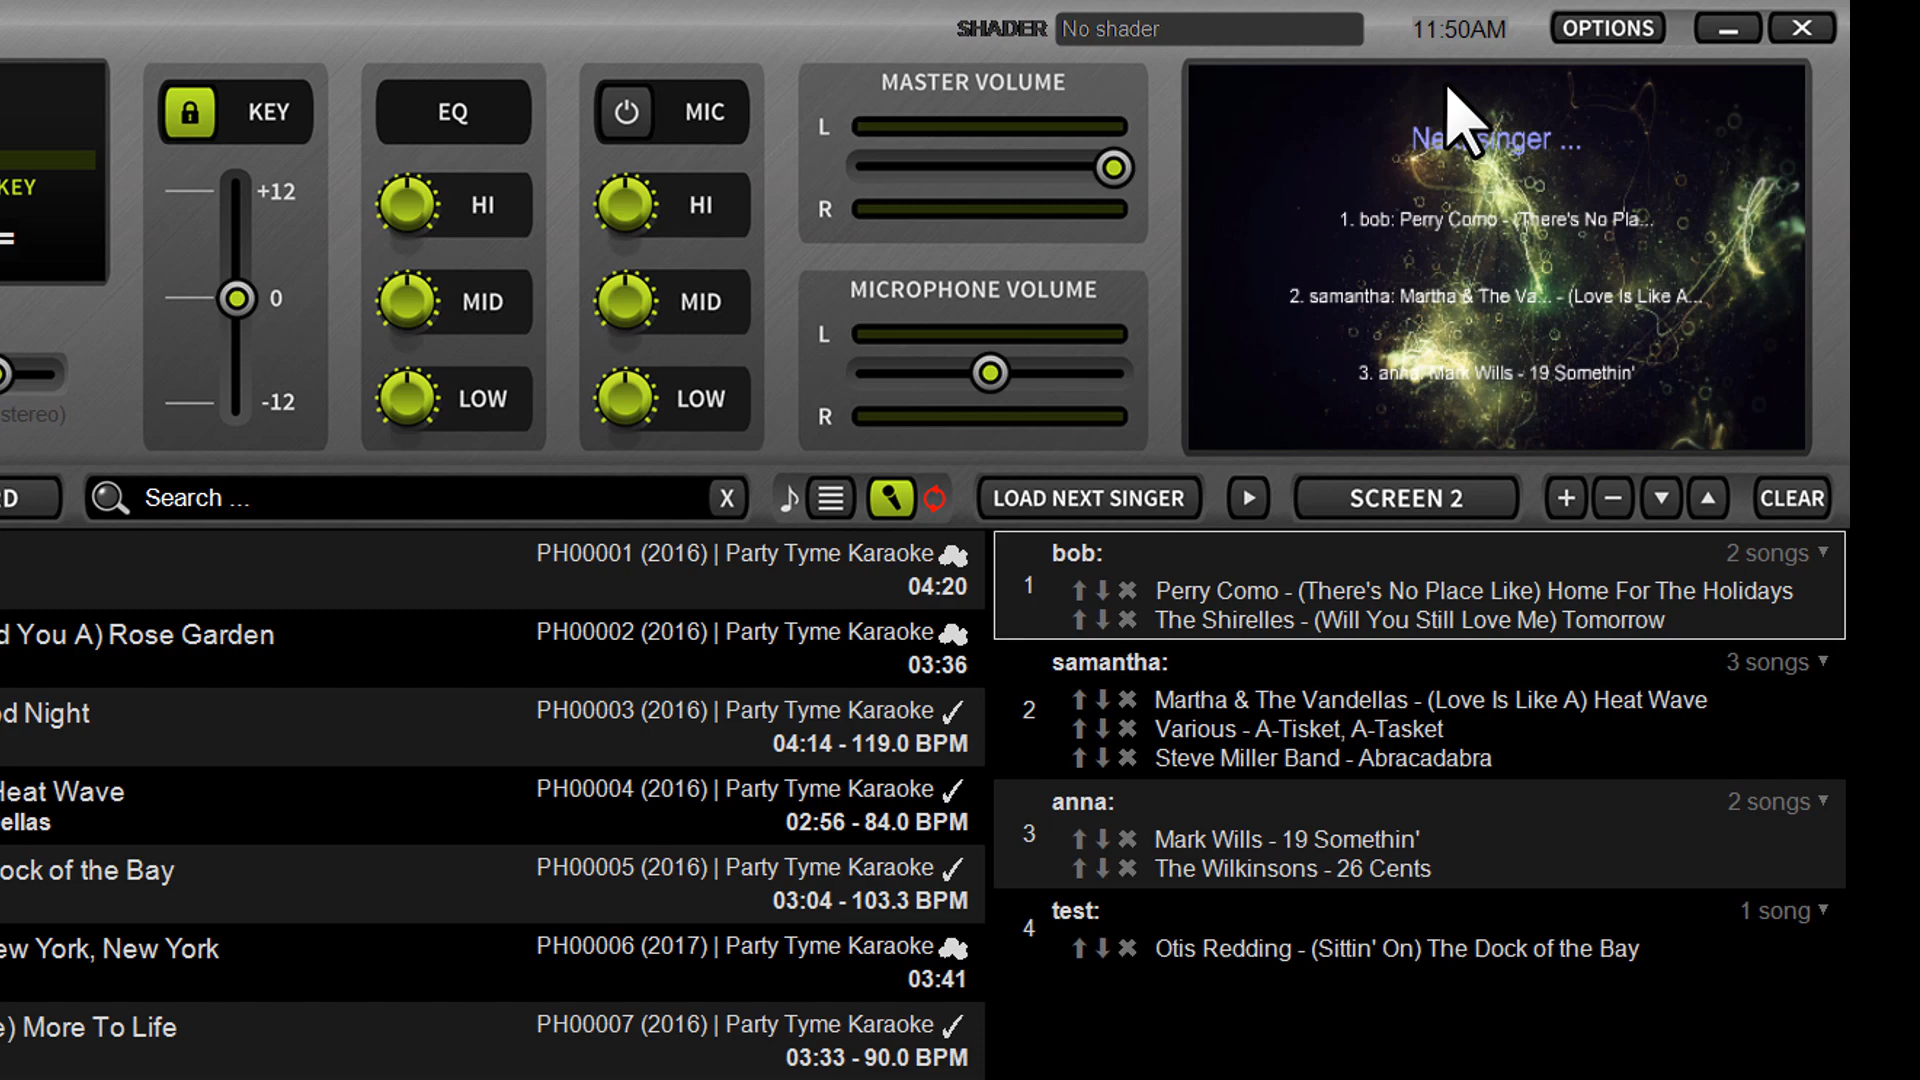 SHADER No shader 11:50AM OPTIONS
KEY EQ MIC MASTER VOLUME
L
R
+12
0
-12
HI
MID
LOW
HI
MID
LOW
MICROPHONE VOLUME
L
R
KEY
=
stereo)
singer ...
1. bob: Perry Como - (There's No Pla...
2. samantha: Martha & The Va... - (Love Is Like A...
3. anna: Mark Wills - 19 Somethin'
RD Search ... X LOAD NEXT SINGER SCREEN 2 + − CLEAR
PH00001 (2016) | Party Tyme Karaoke
04:20
d You A) Rose Garden PH00002 (2016) | Party Tyme Karaoke
03:36
od Night PH00003 (2016) | Party Tyme Karaoke
04:14 - 119.0 BPM
Heat Wave PH00004 (2016) | Party Tyme Karaoke
ellas 02:56 - 84.0 BPM
ock of the Bay PH00005 (2016) | Party Tyme Karaoke
03:04 - 103.3 BPM
ew York, New York PH00006 (2017) | Party Tyme Karaoke
03:41
e) More To Life PH00007 (2016) | Party Tyme Karaoke
03:33 - 90.0 BPM
1 bob: 2 songs
Perry Como - (There's No Place Like) Home For The Holidays
The Shirelles - (Will You Still Love Me) Tomorrow
2 samantha: 3 songs
Martha & The Vandellas - (Love Is Like A) Heat Wave
Various - A-Tisket, A-Tasket
Steve Miller Band - Abracadabra
3 anna: 2 songs
Mark Wills - 19 Somethin'
The Wilkinsons - 26 Cents
4 test: 1 song
Otis Redding - (Sittin' On) The Dock of the Bay